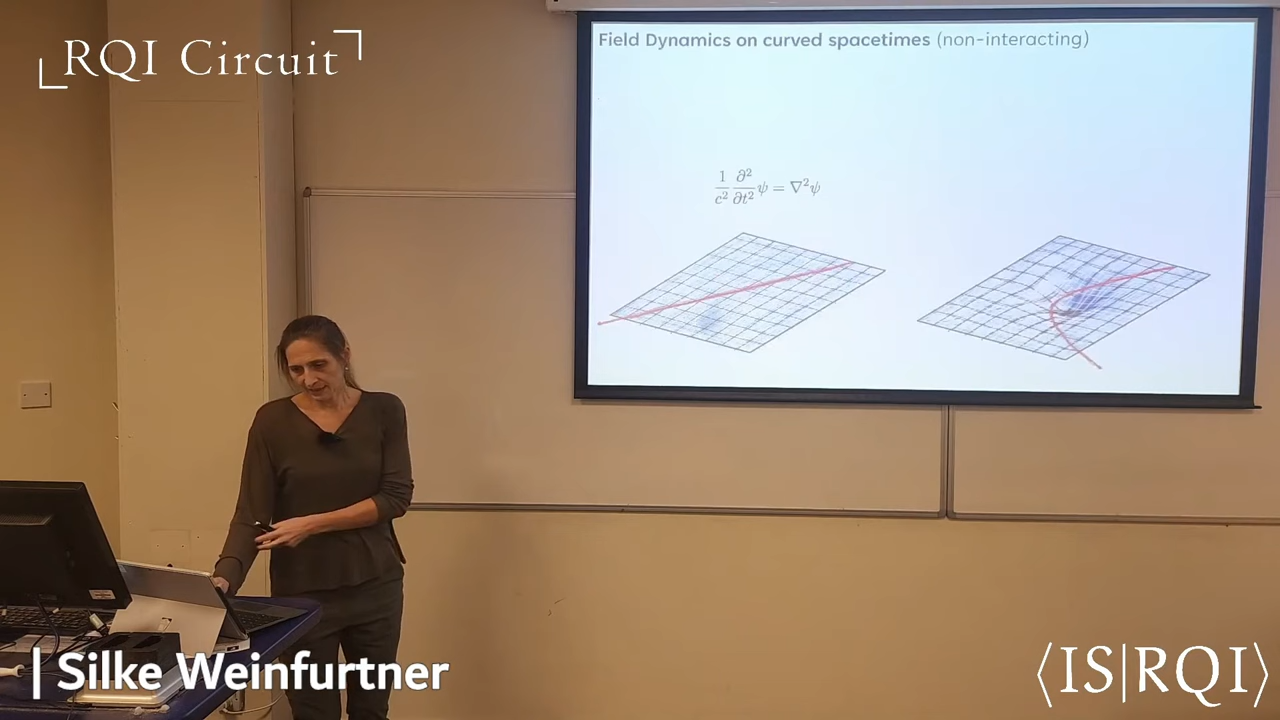 RQI Circuit
Field Dynamics on curved spacetimes (non-interacting)
1/c² ∂²/∂t² ψ = ∇²ψ
Silke Weinfurtner
⟨IS|RQI⟩